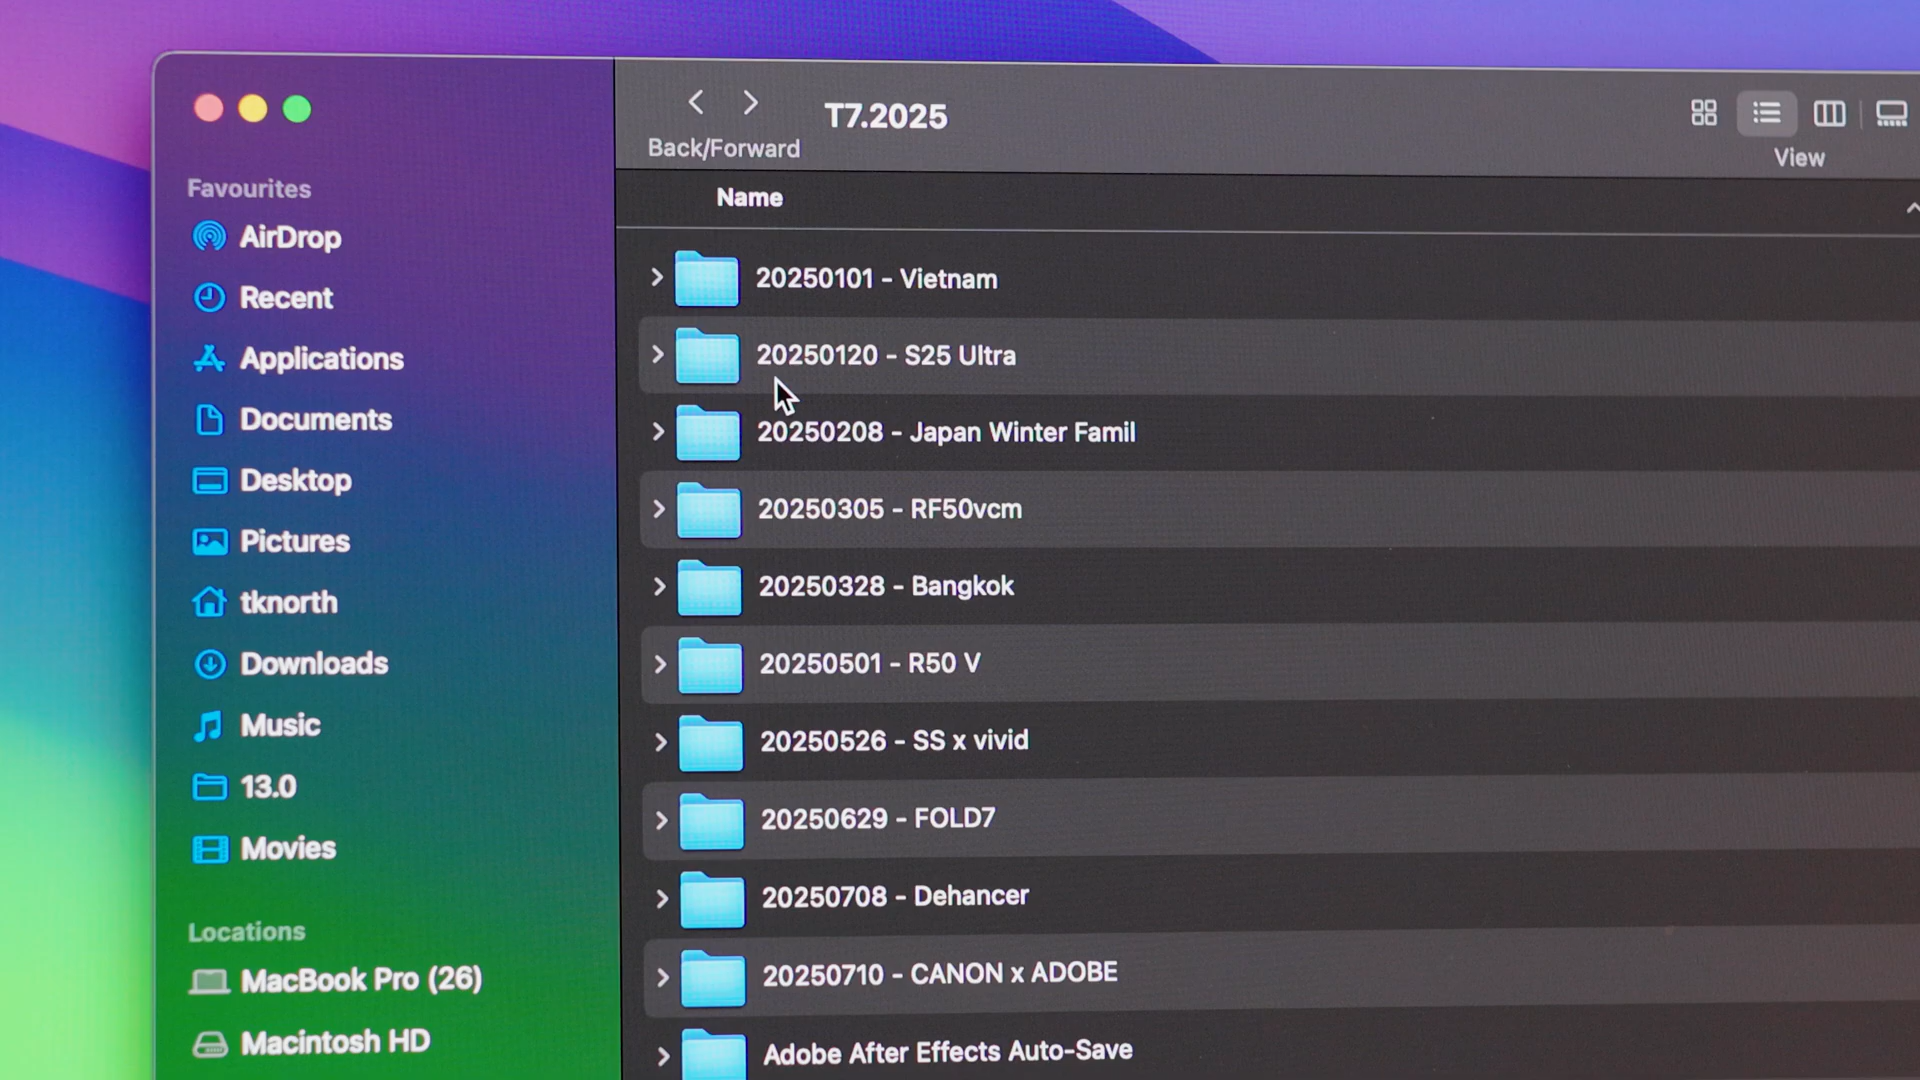 T7.2025
Back/Forward
View
Favourites
AirDrop
Recent
Applications
Documents
Desktop
Pictures
tknorth
Downloads
Music
13.0
Movies
Locations
MacBook Pro (26)
Macintosh HD
Name
20250101 - Vietnam
20250120 - S25 Ultra
20250208 - Japan Winter Famil
20250305 - RF50vcm
20250328 - Bangkok
20250501 - R50 V
20250526 - SS x vivid
20250629 - FOLD7
20250708 - Dehancer
20250710 - CANON x ADOBE
Adobe After Effects Auto-Save